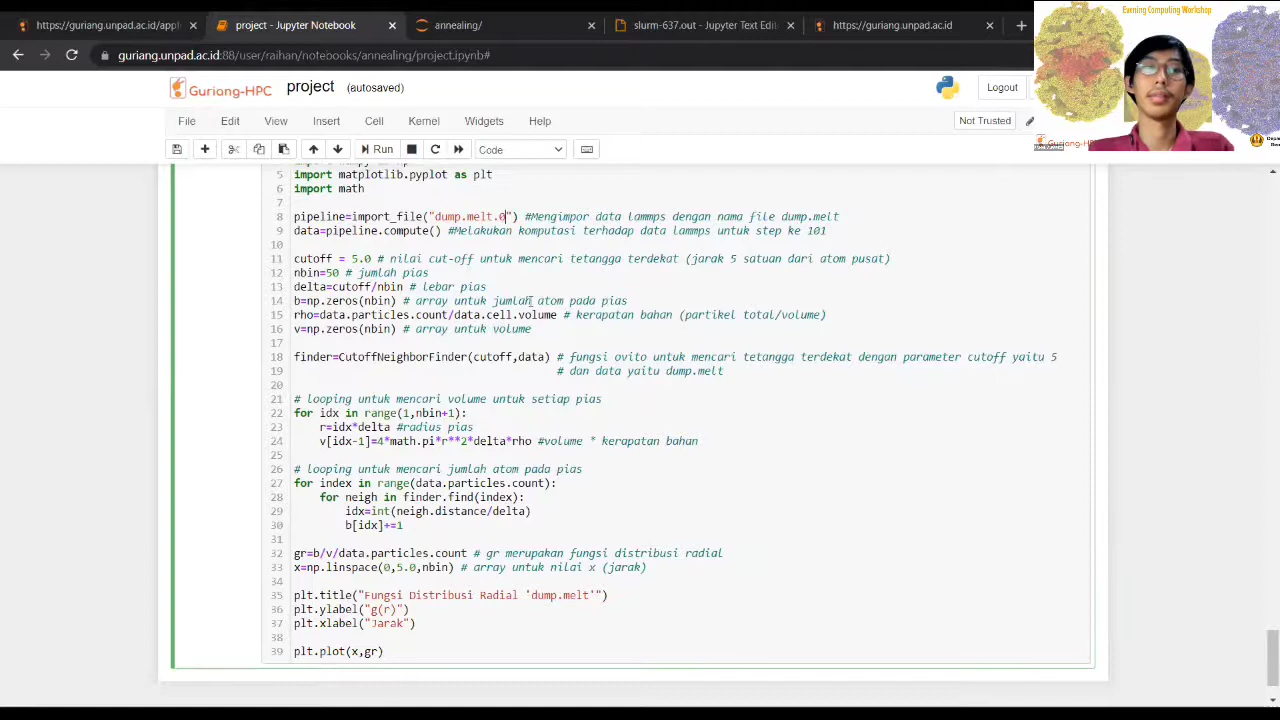 https://guriang.unpad.ac.id/appl
project - guriang.unpad.ac.id
slurm-637.out - Jupy
https://guriang.unpad.ac.id
Evening Computing Workshop
guriang.unpad.ac.id:88/user/raihan/notebooks/annealing/project.ipynb
Guriang-HPC
project (autosaved)
Logout
File
Edit
View
Insert
Cell
Kernel
Widgets
Help
Not Trusted
Run
Guriang-H
import matplotlib.pyplot as plt
import math
7
8
9
pipeline=import_file("dump.melt.0") #Mengimpor data lammps dengan nama file dump.melt
data=pipeline.compute() #Melakukan komputasi terhadap data lammps untuk step ke 101
10
11 cutoff = 5.0 # nilai cut-off untuk mencari tetangga terdekat (jarak 5 satuan dari atom pusat)
12 nbin=50 # jumlah pias
13 delta=cutoff/nbin # lebar pias
14 b=np.zeros(nbin) # array untuk jumlah atom pada pias
15 rho=data.particles.count/data.cell.volume # kerapatan bahan (partikel total/volume)
16 v=np.zeros(nbin) # array untuk volume
17
18 finder=CutoffNeighborFinder(cutoff,data) # fungsi ovito untuk mencari tetangga terdekat dengan parameter cutoff yaitu 5
19 # dan data yaitu dump.melt
20
21 # looping untuk mencari volume untuk setiap pias
22 for idx in range(1,nbin+1):
23 r=idx*delta #radius pias
24 v[idx-1]=4*math.pi*r**2*delta*rho #volume * kerapatan bahan
25
26 # looping untuk mencari jumlah atom pada pias
27 for index in range(data.particles.count):
28 for neigh in finder.find(index):
29 idx=int(neigh.distance/delta)
30 b[idx]+=1
31
32 gr=b/v/data.particles.count # gr merupakan fungsi distribusi radial
33 x=np.linspace(0,5.0,nbin) # array untuk nilai x (jarak)
34
35 plt.title("Fungsi Distribusi Radial 'dump.melt'")
36 plt.ylabel("g(r)")
37 plt.xlabel("Jarak")
38
39 plt.plot(x,gr)